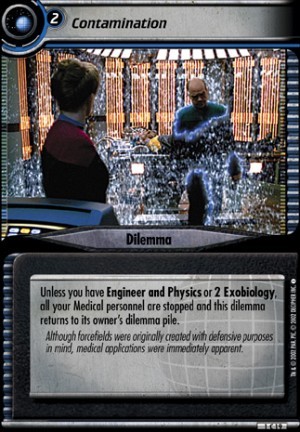 2 Contamination
Dilemma
Unless you have Engineer and Physics or 2 Exobiology,
all your Medical personnel are stopped and this dilemma
returns to its owner's dilemma pile.
Although forcefields were originally created with defensive purposes
in mind, medical applications were immediately apparent.
1 C 19